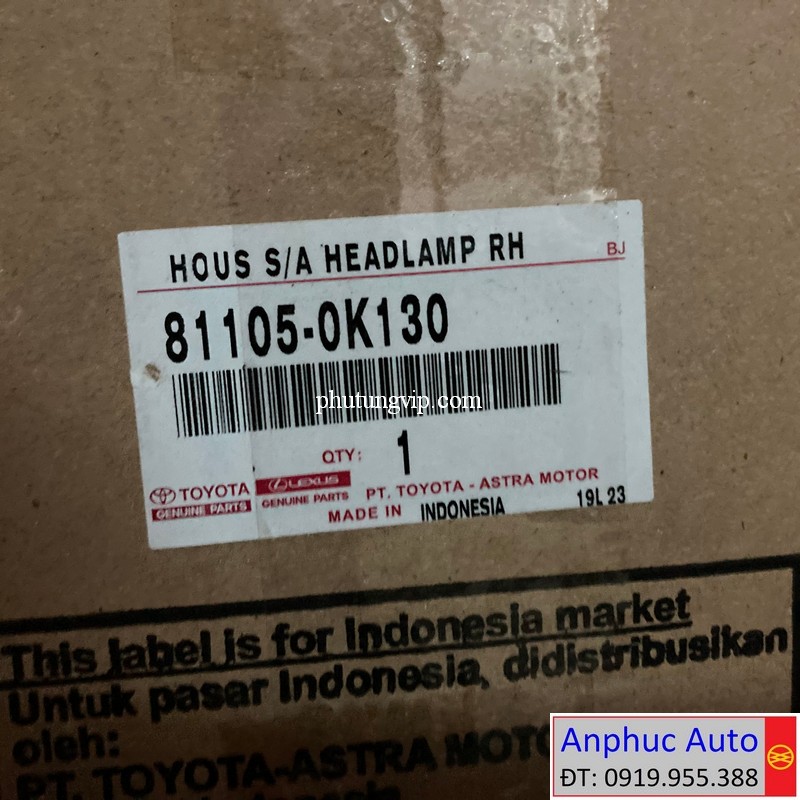 HOUS S/A HEADLAMP RH
BJ
81105-0K130
phutungvip.com
QTY: 1
TOYOTA
GENUINE PARTS
LEXUS
GENUINE PARTS
PT. TOYOTA - ASTRA MOTOR
MADE IN INDONESIA
19L 23
This label is for Indonesia market
Untuk pasar Indonesia, didistribusikan
oleh:
PT. TOYOTA-ASTRA
Anphuc Auto
ĐT: 0919.955.388